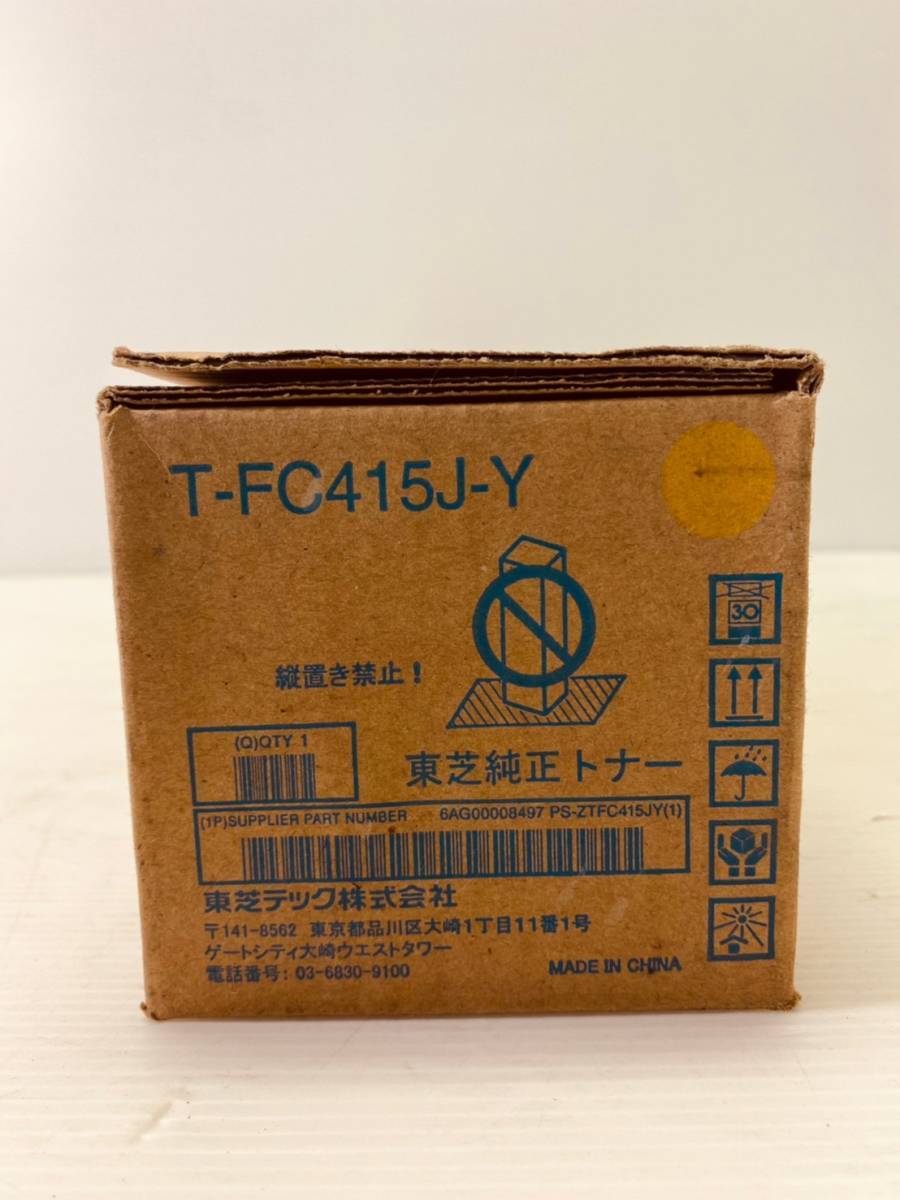 T-FC415J-Y
30
縦置き禁止!
(Q)QTY 1
東芝純正トナー
(1P)SUPPLIER PART NUMBER 6AG00008497 PS-ZTFC415JY(1)
東芝テック株式会社
〒141-8562 東京都品川区大崎1丁目11番1号
ゲートシティ大崎ウエストタワー
電話番号: 03-6830-9100
MADE IN CHINA